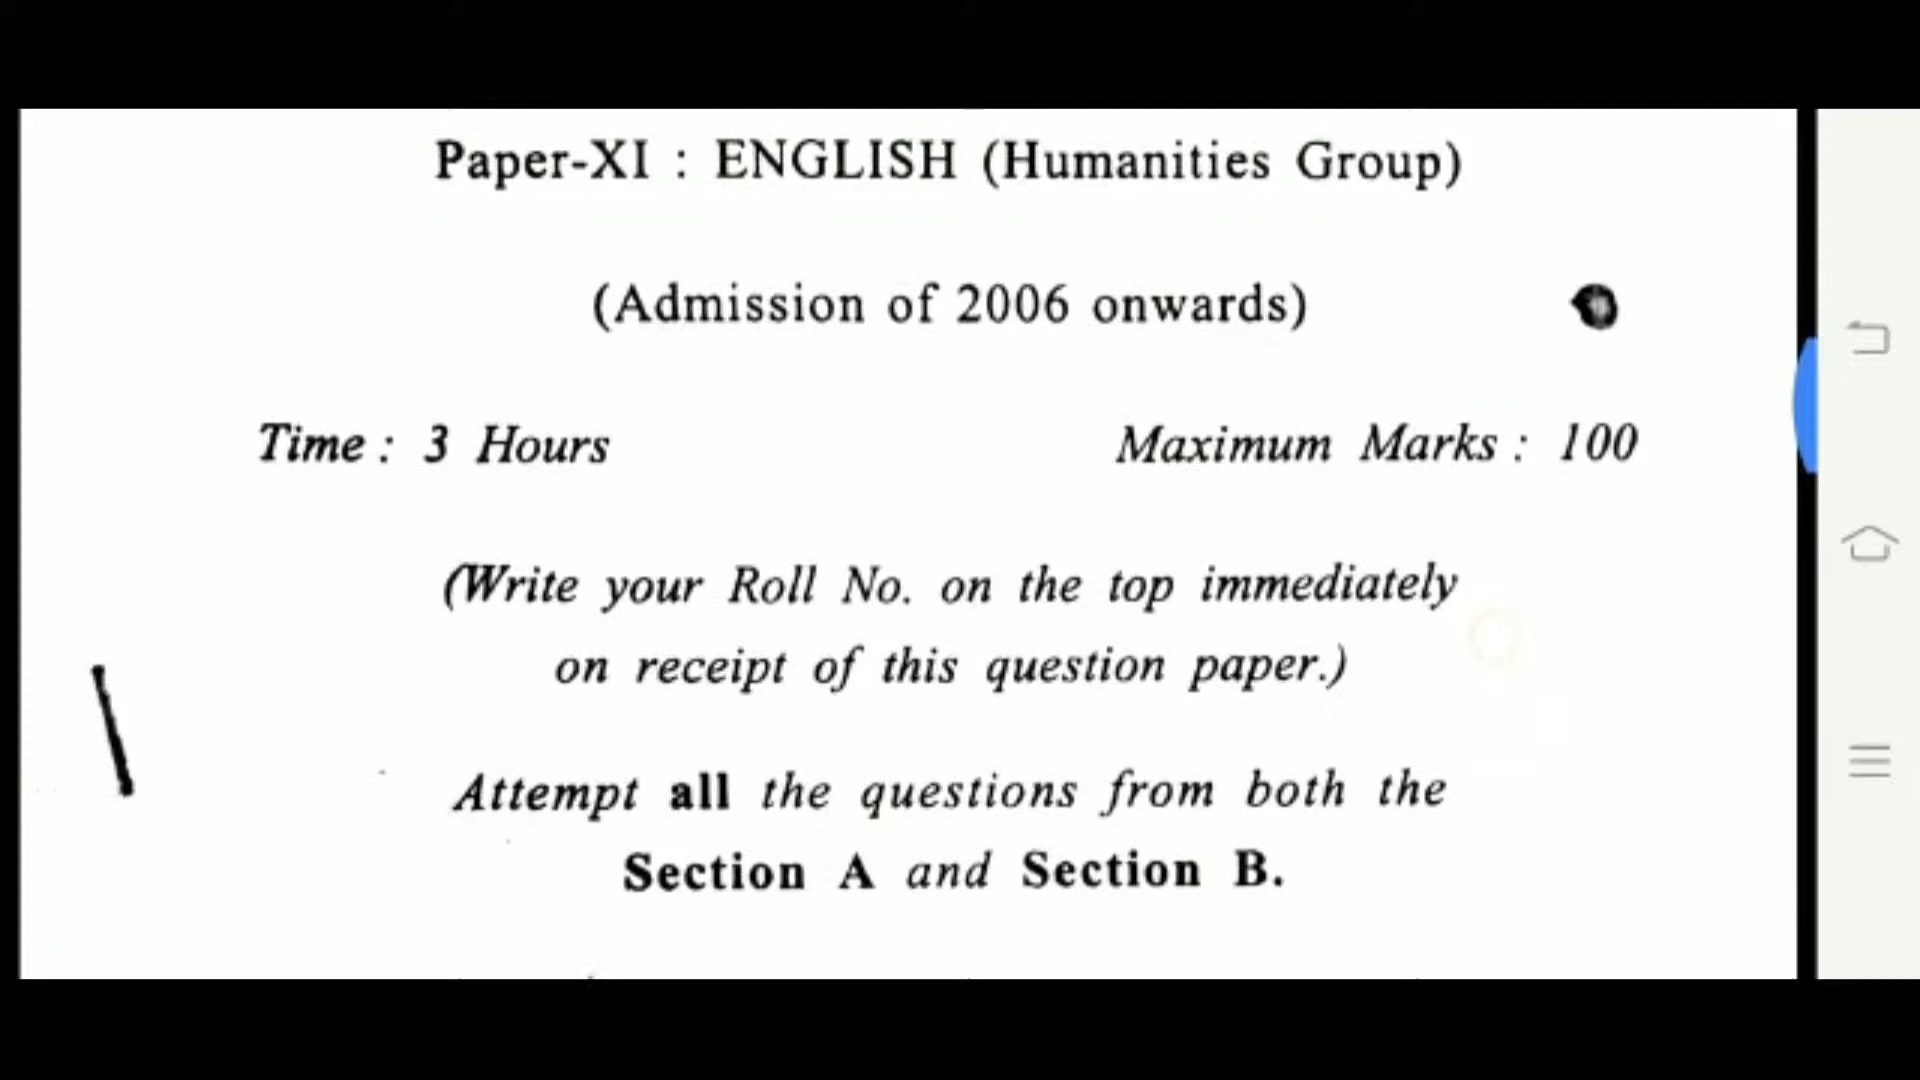 Paper-XI : ENGLISH (Humanities Group)
(Admission of 2006 onwards)
Time : 3 Hours Maximum Marks : 100
(Write your Roll No. on the top immediately
on receipt of this question paper.)
Attempt all the questions from both the
Section A and Section B.